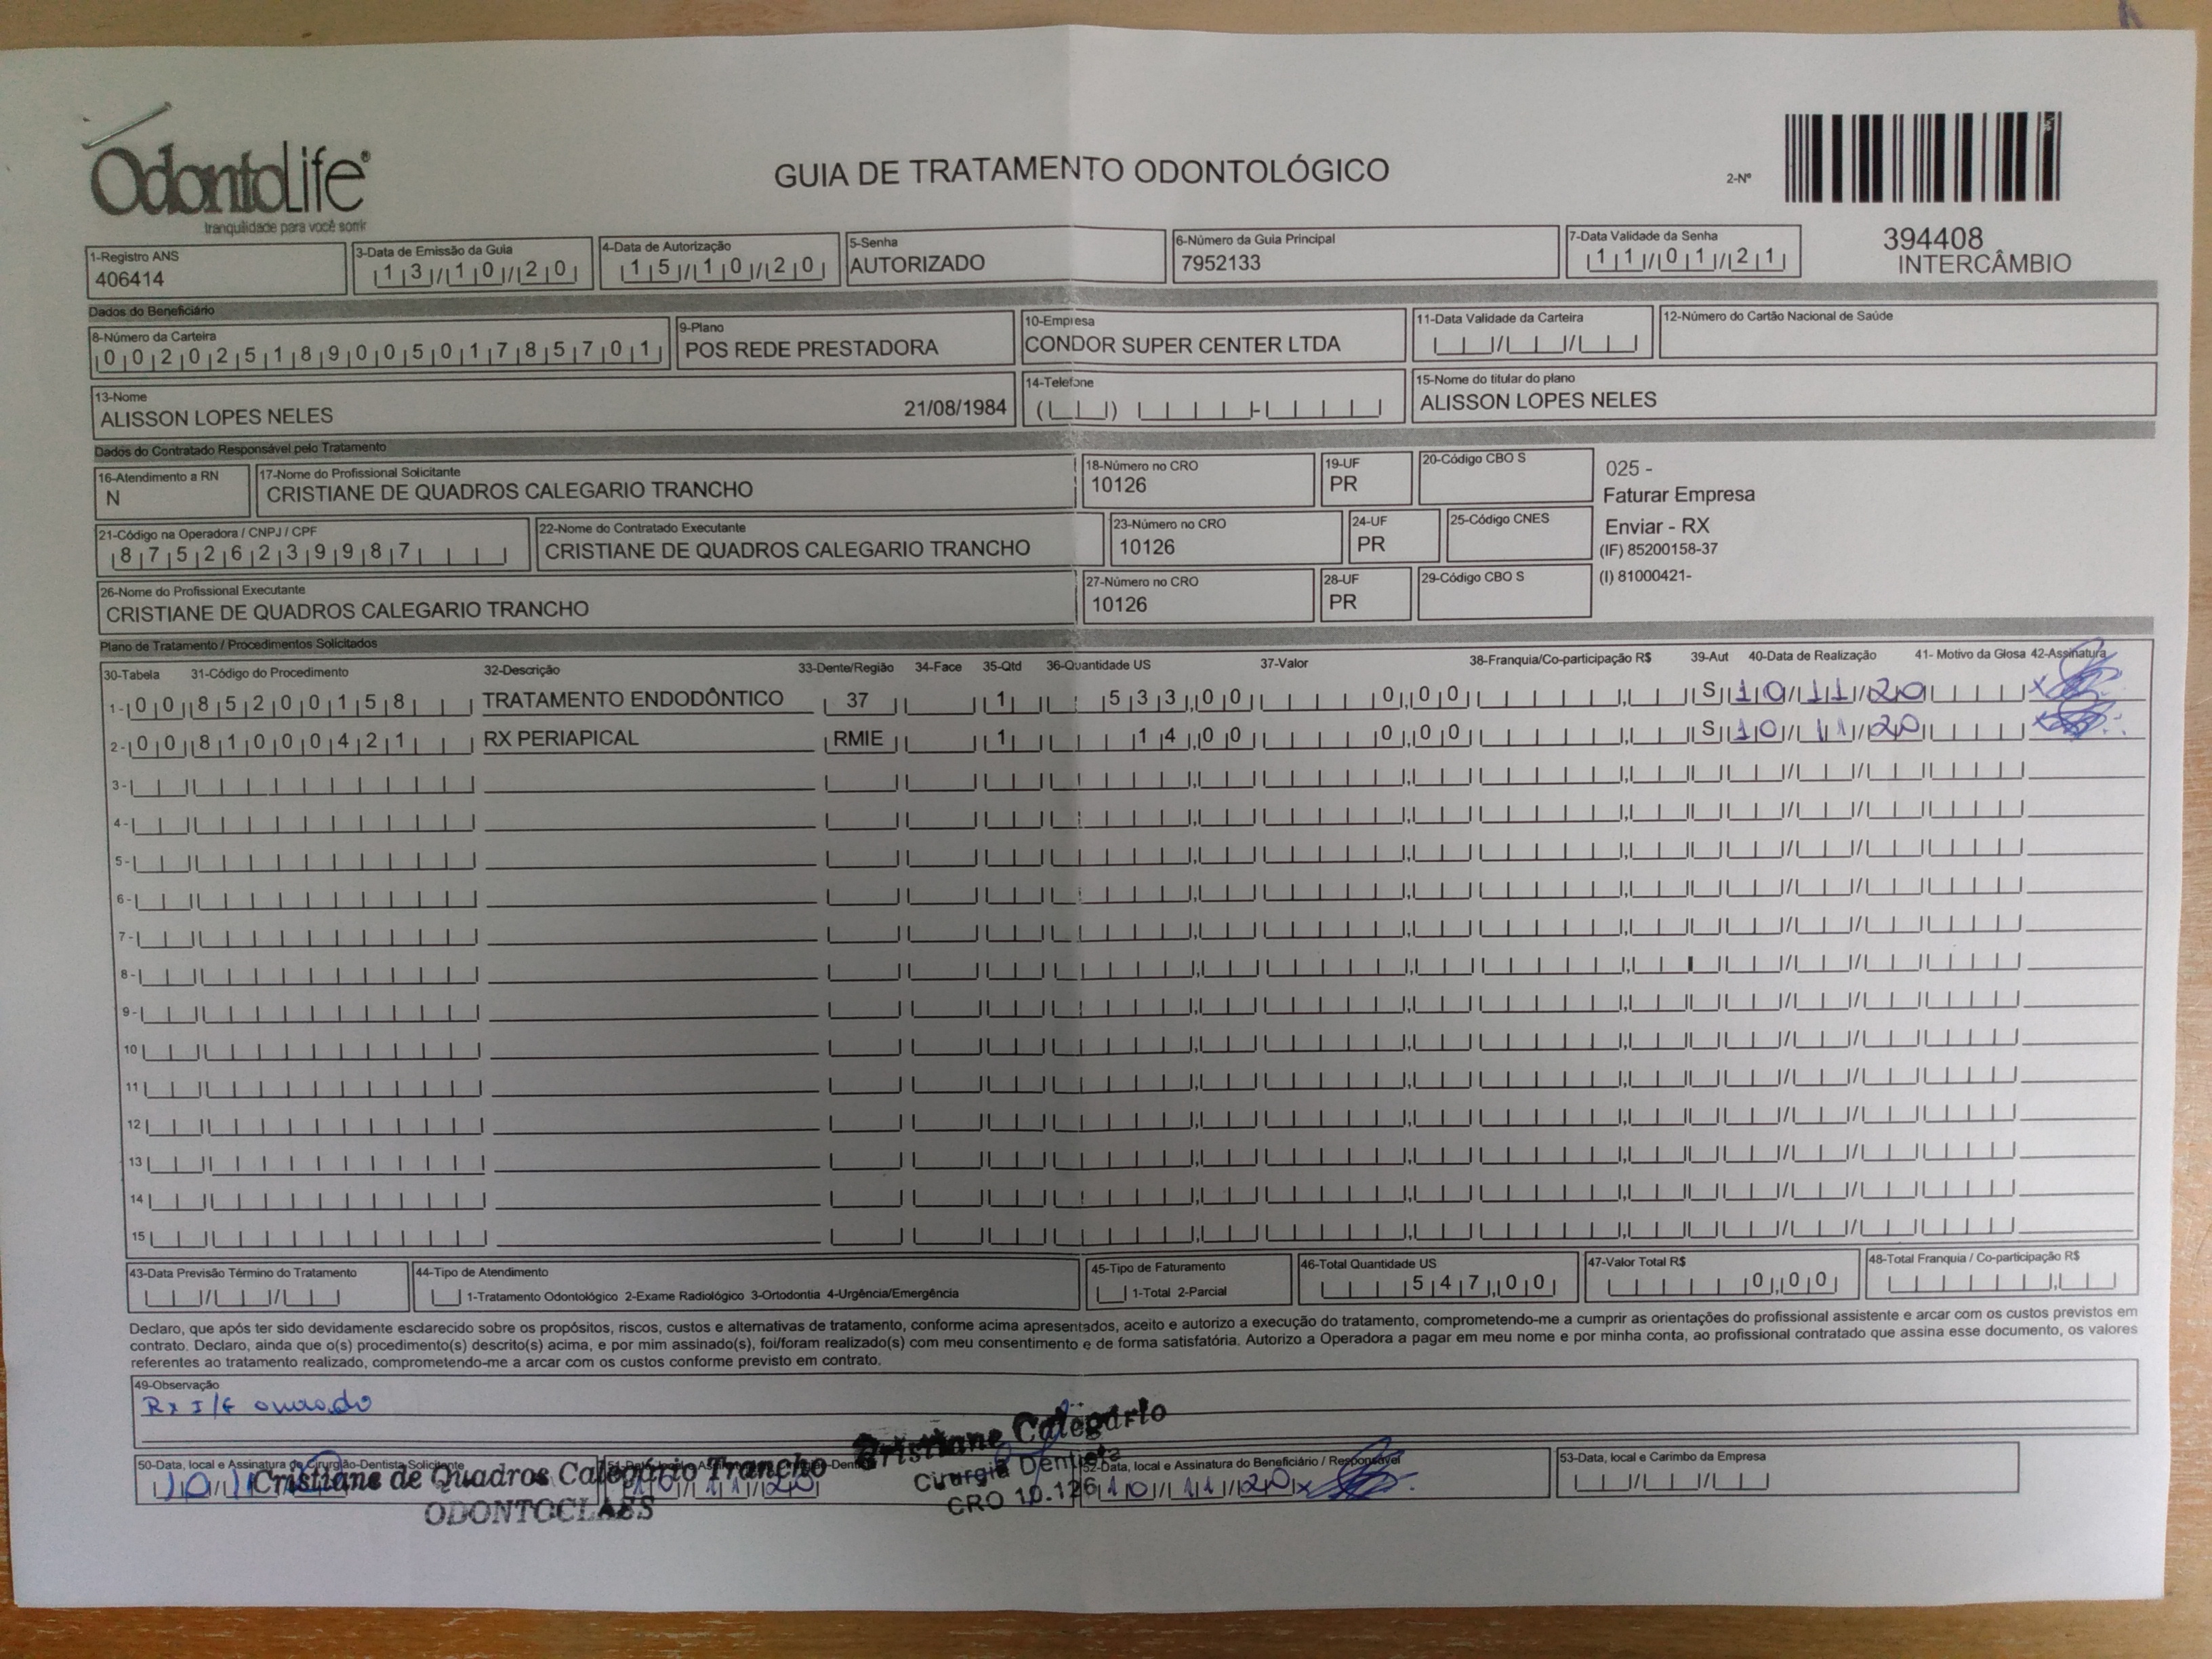 OdontoLife®
tranquilidade para você sorrir
GUIA DE TRATAMENTO ODONTOLÓGICO
2-Nº
394408
INTERCÂMBIO
1-Registro ANS
406414
3-Data de Emissão da Guia
13/10/20
4-Data de Autorização
15/10/20
5-Senha
AUTORIZADO
6-Número da Guia Principal
7952133
7-Data Validade da Senha
11/01/21
Dados do Beneficiário
8-Número da Carteira
00202518900501785701
9-Plano
POS REDE PRESTADORA
10-Empresa
CONDOR SUPER CENTER LTDA
11-Data Validade da Carteira
12-Número do Cartão Nacional de Saúde
13-Nome
ALISSON LOPES NELES 21/08/1984
14-Telefone
15-Nome do titular do plano
ALISSON LOPES NELES
Dados do Contratado Responsável pelo Tratamento
16-Atendimento a RN
N
17-Nome do Profissional Solicitante
CRISTIANE DE QUADROS CALEGARIO TRANCHO
18-Número no CRO
10126
19-UF
PR
20-Código CBO S
025 -
Faturar Empresa
Enviar - RX
(IF) 85200158-37
(I) 81000421-
21-Código na Operadora / CNPJ / CPF
87526239987
22-Nome do Contratado Executante
CRISTIANE DE QUADROS CALEGARIO TRANCHO
23-Número no CRO
10126
24-UF
PR
25-Código CNES
26-Nome do Profissional Executante
CRISTIANE DE QUADROS CALEGARIO TRANCHO
27-Número no CRO
10126
28-UF
PR
29-Código CBO S
Plano de Tratamento / Procedimentos Solicitados
30-Tabela 31-Código do Procedimento 32-Descrição 33-Dente/Região 34-Face 35-Qtd 36-Quantidade US 37-Valor 38-Franquia/Co-participação R$ 39-Aut 40-Data de Realização 41- Motivo da Glosa 42-Assinatura
1- 00 85200158 TRATAMENTO ENDODÔNTICO 37 1 533,00 0,00 S 10/11/20 x
2- 00 81000421 RX PERIAPICAL RMIE 1 14,00 0,00 S 10/11/20 x
3-
4-
5-
6-
7-
8-
9-
10
11
12
13
14
15
43-Data Previsão Término do Tratamento
44-Tipo de Atendimento
1-Tratamento Odontológico 2-Exame Radiológico 3-Ortodontia 4-Urgência/Emergência
45-Tipo de Faturamento
1-Total 2-Parcial
46-Total Quantidade US
547,00
47-Valor Total R$
0,00
48-Total Franquia / Co-participação R$
Declaro, que após ter sido devidamente esclarecido sobre os propósitos, riscos, custos e alternativas de tratamento, conforme acima apresentados, aceito e autorizo a execução do tratamento, comprometendo-me a cumprir as orientações do profissional assistente e arcar com os custos previstos em
contrato. Declaro, ainda que o(s) procedimento(s) descrito(s) acima, e por mim assinado(s), foi/foram realizado(s) com meu consentimento e de forma satisfatória. Autorizo a Operadora a pagar em meu nome e por minha conta, ao profissional contratado que assina esse documento, os valores
referentes ao tratamento realizado, comprometendo-me a arcar com os custos conforme previsto em contrato.
49-Observação
Rx I/F
50-Data, local e Assinatura do Cirurgião-Dentista Solicitante
Cristiane de Quadros Calegário Trancho
ODONTOCLASS
10/11/20
Cristiane Calegário
Cirurgiã Dentista
CRO 10.126
52-Data, local e Assinatura do Beneficiário / Responsável
10/11/20 x
53-Data, local e Carimbo da Empresa